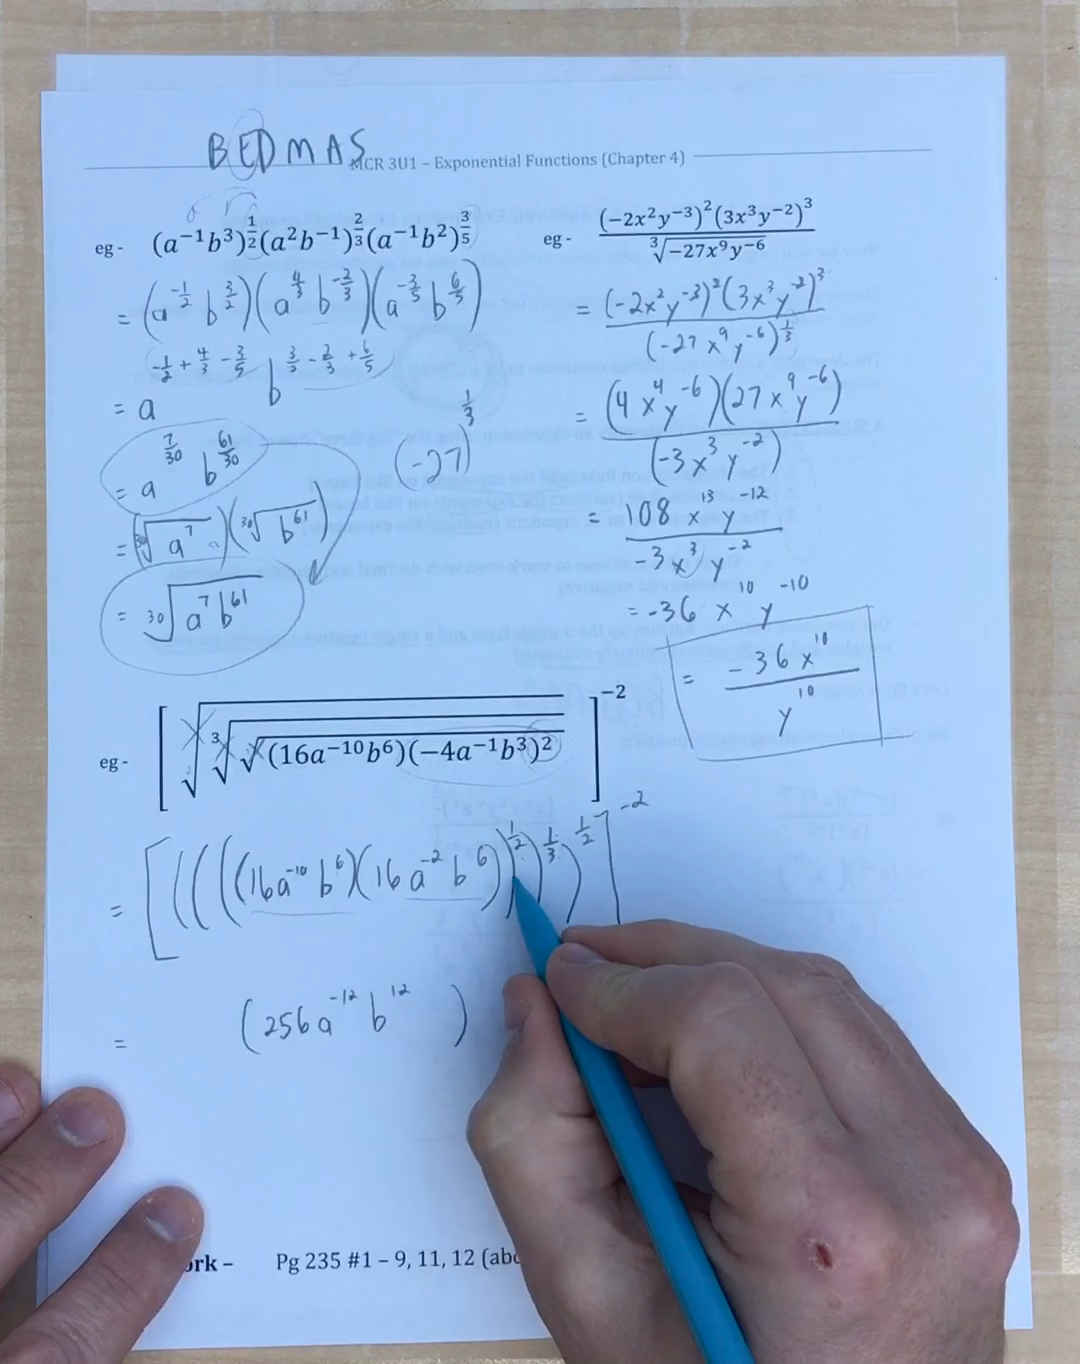 BEDMAS
MCR 3U1 – Exponential Functions (Chapter 4)
eg - (a⁻¹b³)^{1/2}(a²b⁻¹)^{2/3}(a⁻¹b²)^{3/5}
= (a^{-1/2} b^{3/2})(a^{4/3} b^{-2/3})(a^{-3/5} b^{6/5})
= a^{-1/2 + 4/3 - 3/5} b^{3/2 - 2/3 + 6/5}
= a^{7/30} b^{61/30}
(-27)^{1/3}
= (³⁰√a⁷)(³⁰√b⁶¹)
= ³⁰√a⁷b⁶¹
eg - (−2x²y⁻³)²(3x³y⁻²)³ / ³√−27x⁹y⁻⁶
= (-2x²y⁻³)²(3x³y⁻²)³ / (-27x⁹y⁻⁶)^{1/3}
= (4x⁴y⁻⁶)(27x⁹y⁻⁶) / (-3x³y⁻²)
= 108x¹³y⁻¹² / -3x³y⁻²
= -36x¹⁰y⁻¹⁰
= -36x¹⁰ / y¹⁰
eg - [√³√√(16a⁻¹⁰b⁶)(−4a⁻¹b³)²]⁻²
= [((((16a⁻¹⁰b⁶)(16a⁻²b⁶))^{1/2})^{1/3})^{1/2}]⁻²
= (256a⁻¹²b¹²)
Pg 235 #1 – 9, 11, 12